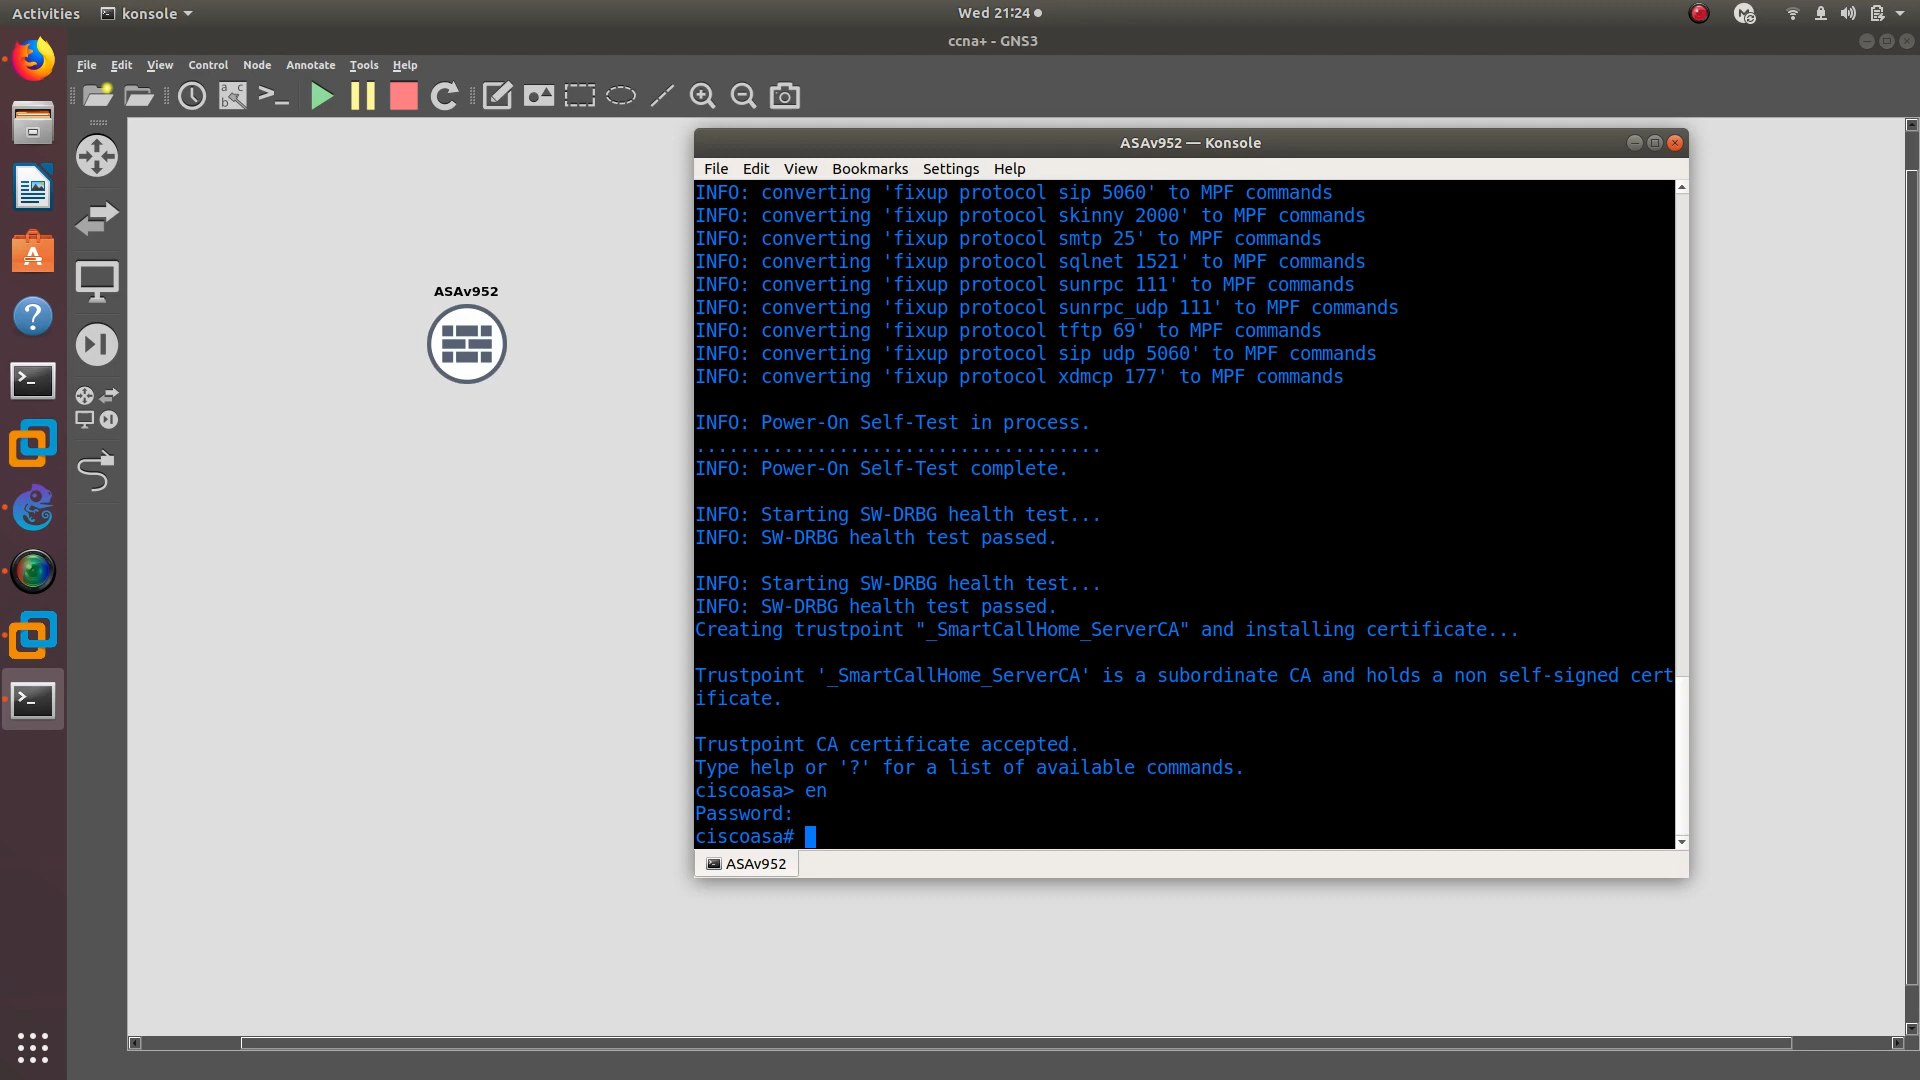 Activities
konsole
Wed 21:24
ccna+ - GNS3
File Edit View Control Node Annotate Tools Help
ASAv952
ASAv952 — Konsole
File Edit View Bookmarks Settings Help
INFO: converting 'fixup protocol sip 5060' to MPF commands
INFO: converting 'fixup protocol skinny 2000' to MPF commands
INFO: converting 'fixup protocol smtp 25' to MPF commands
INFO: converting 'fixup protocol sqlnet 1521' to MPF commands
INFO: converting 'fixup protocol sunrpc 111' to MPF commands
INFO: converting 'fixup protocol sunrpc_udp 111' to MPF commands
INFO: converting 'fixup protocol tftp 69' to MPF commands
INFO: converting 'fixup protocol sip udp 5060' to MPF commands
INFO: converting 'fixup protocol xdmcp 177' to MPF commands
INFO: Power-On Self-Test in process.
.....................................
INFO: Power-On Self-Test complete.
INFO: Starting SW-DRBG health test...
INFO: SW-DRBG health test passed.
INFO: Starting SW-DRBG health test...
INFO: SW-DRBG health test passed.
Creating trustpoint "_SmartCallHome_ServerCA" and installing certificate...
Trustpoint '_SmartCallHome_ServerCA' is a subordinate CA and holds a non self-signed cert
ificate.
Trustpoint CA certificate accepted.
Type help or '?' for a list of available commands.
ciscoasa> en
Password:
ciscoasa#
ASAv952